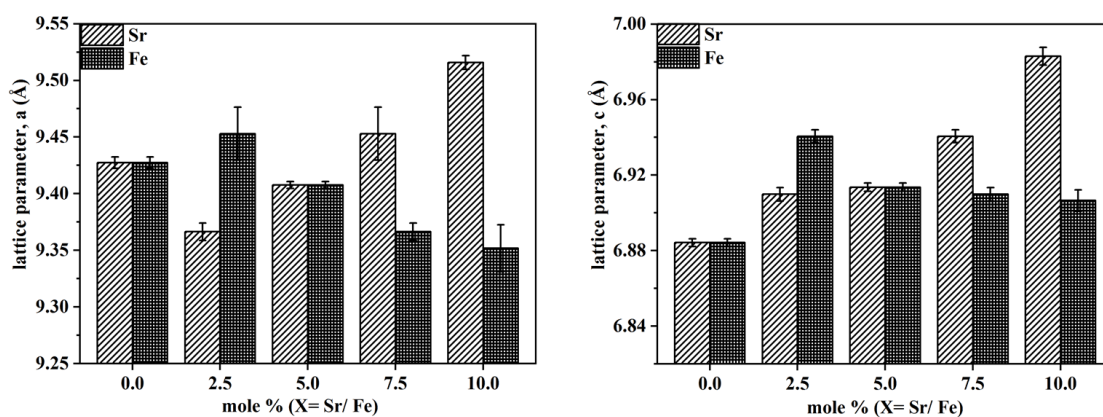 9.55
9.50
9.45
9.40
9.35
9.30
9.25
lattice parameter, a (Å)
Sr
Fe
0.0 2.5 5.0 7.5 10.0
mole % (X= Sr/ Fe)
7.00
6.96
6.92
6.88
6.84
lattice parameter, c (Å)
Sr
Fe
0.0 2.5 5.0 7.5 10.0
mole % (X= Sr/ Fe)